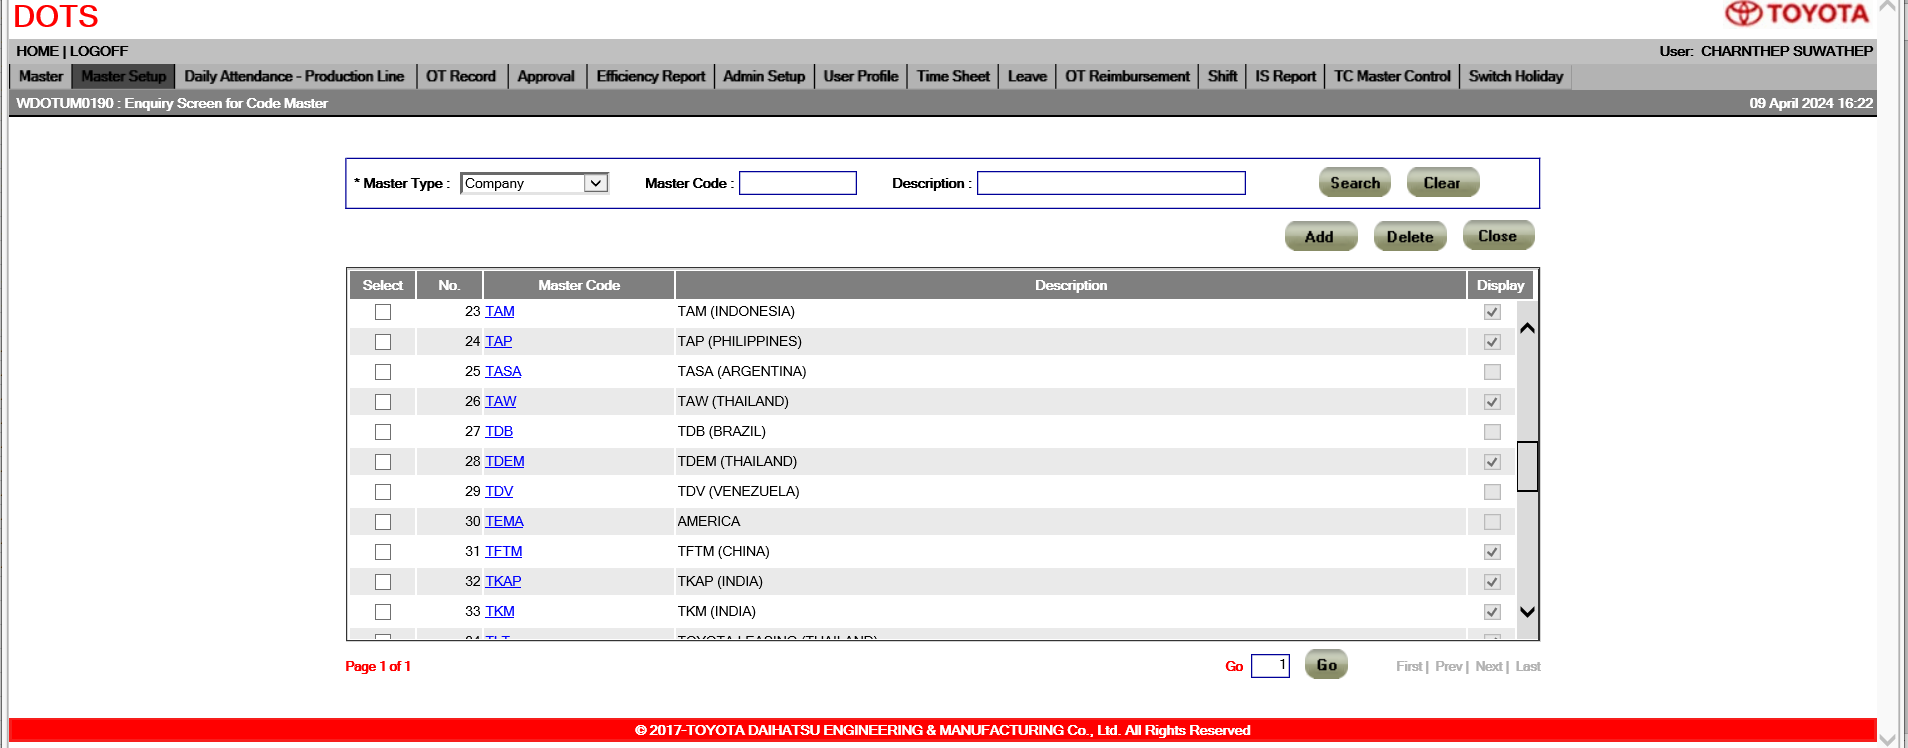 DOTS
TOYOTA
HOME | LOGOFF
User: CHARNTHEP SUWATHEP
Master Master Setup Daily Attendance - Production Line OT Record Approval Efficiency Report Admin Setup User Profile Time Sheet Leave OT Reimbursement Shift IS Report TC Master Control Switch Holiday
WDOTUM0190 : Enquiry Screen for Code Master
09 April 2024 16:22
* Master Type : Company Master Code : Description : Search Clear
Add Delete Close
Select No. Master Code Description Display
23 TAM TAM (INDONESIA)
24 TAP TAP (PHILIPPINES)
25 TASA TASA (ARGENTINA)
26 TAW TAW (THAILAND)
27 TDB TDB (BRAZIL)
28 TDEM TDEM (THAILAND)
29 TDV TDV (VENEZUELA)
30 TEMA AMERICA
31 TFTM TFTM (CHINA)
32 TKAP TKAP (INDIA)
33 TKM TKM (INDIA)
34 TLT TOYOTA LEASING (THAILAND)
Page 1 of 1
Go 1 Go First | Prev | Next | Last
© 2017-TOYOTA DAIHATSU ENGINEERING & MANUFACTURING Co., Ltd. All Rights Reserved